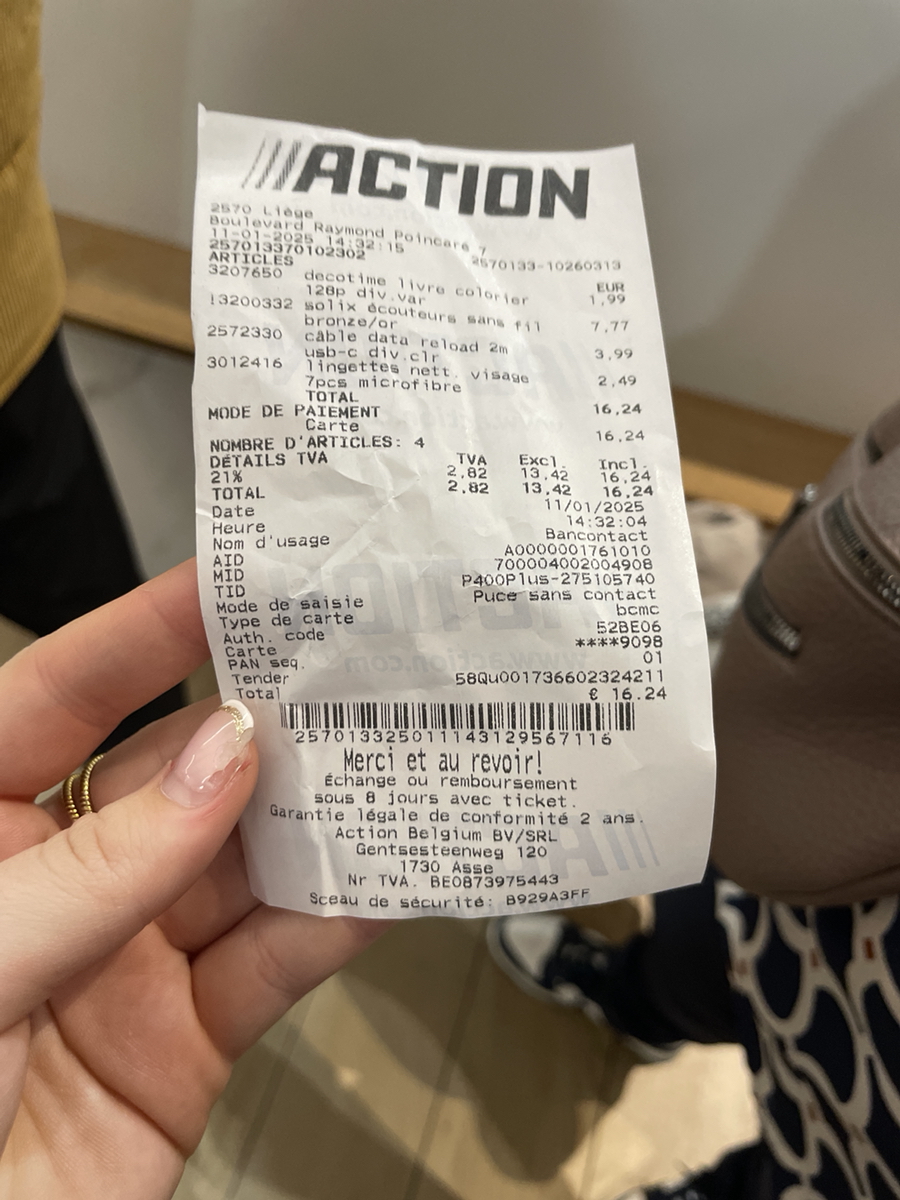 ///ACTION
2570 Liège
Boulevard Raymond Poincaré 7
11-01-2025 14:32:15
257013370102302 2570133-10260313
ARTICLES EUR
3207650 decotime livre colorier 1,99
128p div.var
!3200332 solix écouteurs sans fil 7,77
bronze/or
2572330 câble data reload 2m 3,99
usb-c div.clr
3012416 lingettes nett. visage 2,49
7pcs microfibre
TOTAL 16,24
MODE DE PAIEMENT
Carte 16,24
NOMBRE D'ARTICLES: 4
DÉTAILS TVA TVA Excl. Incl.
21% 2,82 13,42 16,24
TOTAL 2,82 13,42 16,24
Date 11/01/2025
Heure 14:32:04
Nom d'usage Bancontact
AID A0000001761010
MID 700004002004908
TID P400Plus-275105740
Mode de saisie Puce sans contact
Type de carte bcmc
Auth. code 52BE06
Carte ****9098
PAN seq. 01
Tender 58Qu001736602324211
Total € 16.24
257013325011143129567116
Merci et au revoir!
Échange ou remboursement
sous 8 jours avec ticket.
Garantie légale de conformité 2 ans.
Action Belgium BV/SRL
Gentsesteenweg 120
1730 Asse
Nr TVA. BE0873975443
Sceau de sécurité: B929A3FF